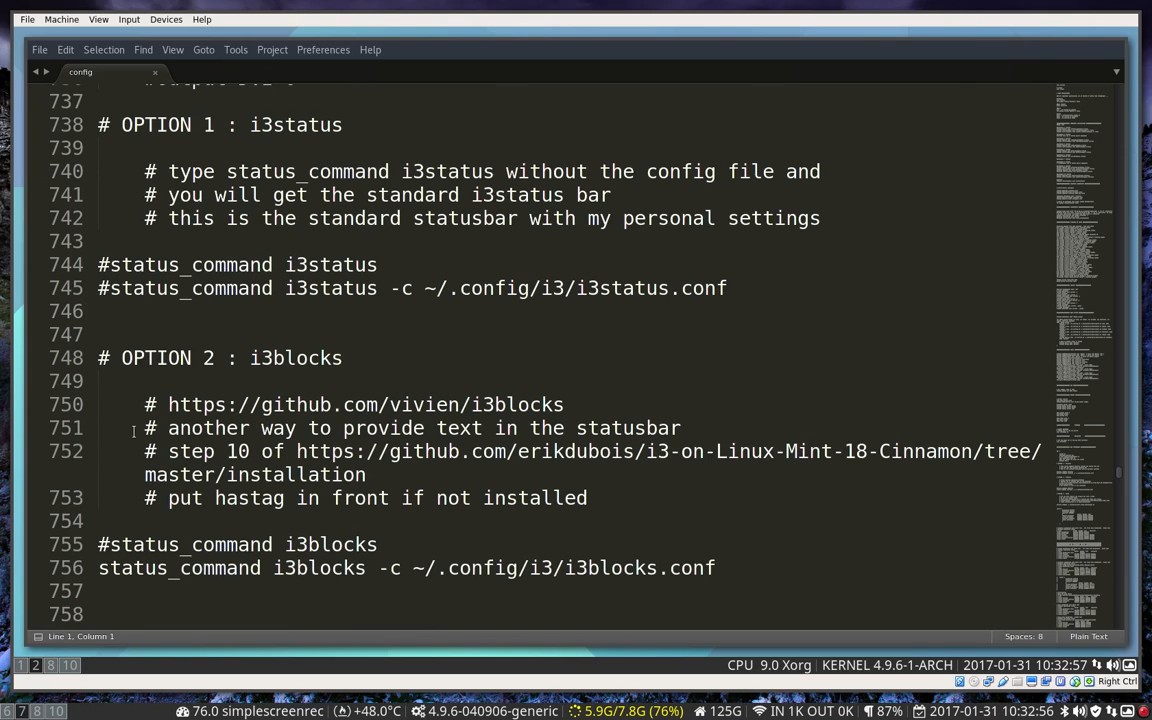 File Machine View Input Devices Help
File Edit Selection Find View Goto Tools Project Preferences Help
config
737
738 # OPTION 1 : i3status
739
740 # type status_command i3status without the config file and
741 # you will get the standard i3status bar
742 # this is the standard statusbar with my personal settings
743
744 #status_command i3status
745 #status_command i3status -c ~/.config/i3/i3status.conf
746
747
748 # OPTION 2 : i3blocks
749
750 # https://github.com/vivien/i3blocks
751 # another way to provide text in the statusbar
752 # step 10 of https://github.com/erikdubois/i3-on-Linux-Mint-18-Cinnamon/tree/
master/installation
753 # put hastag in front if not installed
754
755 #status_command i3blocks
756 status_command i3blocks -c ~/.config/i3/i3blocks.conf
757
758
Line 1, Column 1 Spaces: 8 Plain Text
1 2 8 10 CPU 9.0 Xorg KERNEL 4.9.6-1-ARCH 2017-01-31 10:32:57
Right Ctrl
6 7 8 10 76.0 simplescreenrec +48.0°C 4.9.6-040906-generic 5.9G/7.8G (76%) 125G IN 1K OUT 0K 87% 2017-01-31 10:32:56